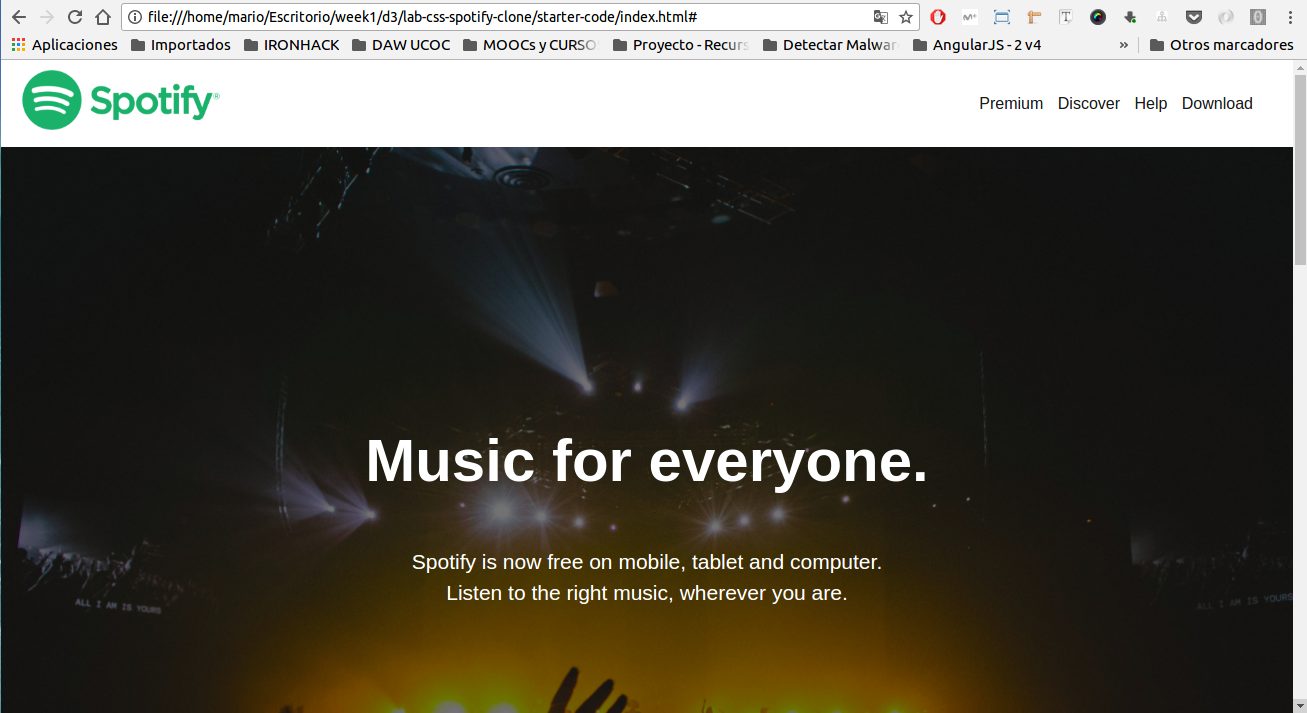 file:///home/mario/Escritorio/week1/d3/lab-css-spotify-clone/starter-code/index.html#
Aplicaciones Importados IRONHACK DAW UCOC MOOCs y CURSO Proyecto - Recurs Detectar Malwar AngularJS - 2 v4 » Otros marcadores
Spotify®
Premium Discover Help Download
Music for everyone.
Spotify is now free on mobile, tablet and computer.
Listen to the right music, wherever you are.
ALL I AM IS YOURS
ALL I AM IS YOURS